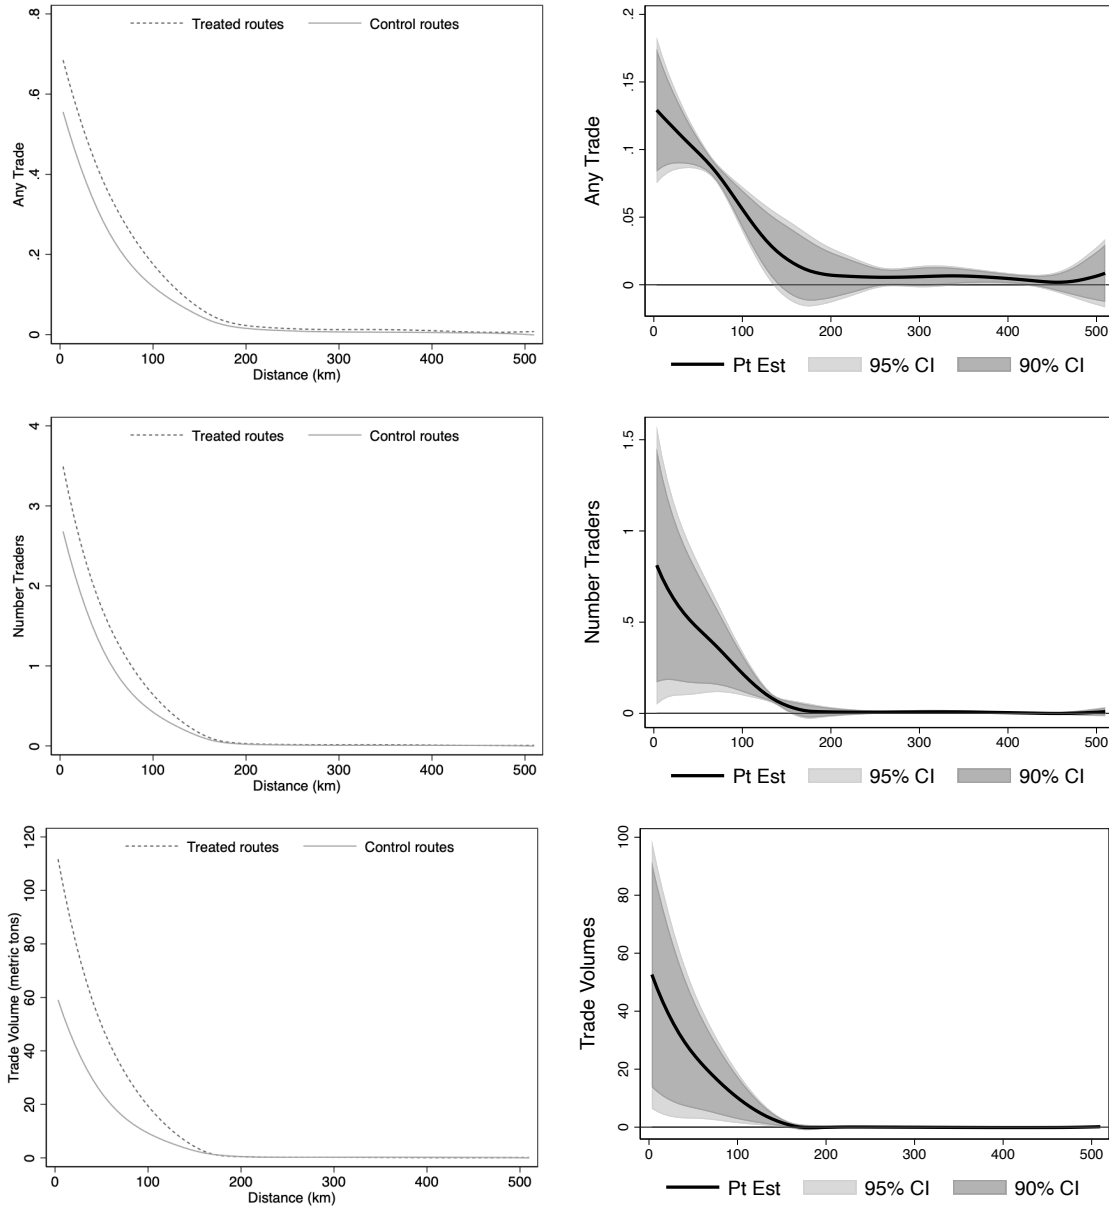 Treated routes Control routes
Any Trade
.8
.6
.4
.2
0
0 100 200 300 400 500
Distance (km)
Any Trade
.2
.15
.1
.05
0
0 100 200 300 400 500
Pt Est 95% CI 90% CI
Treated routes Control routes
Number Traders
4
3
2
1
0
0 100 200 300 400 500
Distance (km)
Number Traders
1.5
1
.5
0
0 100 200 300 400 500
Pt Est 95% CI 90% CI
Treated routes Control routes
Trade Volume (metric tons)
120
100
80
60
40
20
0
0 100 200 300 400 500
Distance (km)
Trade Volumes
100
80
60
40
20
0
0 100 200 300 400 500
Pt Est 95% CI 90% CI